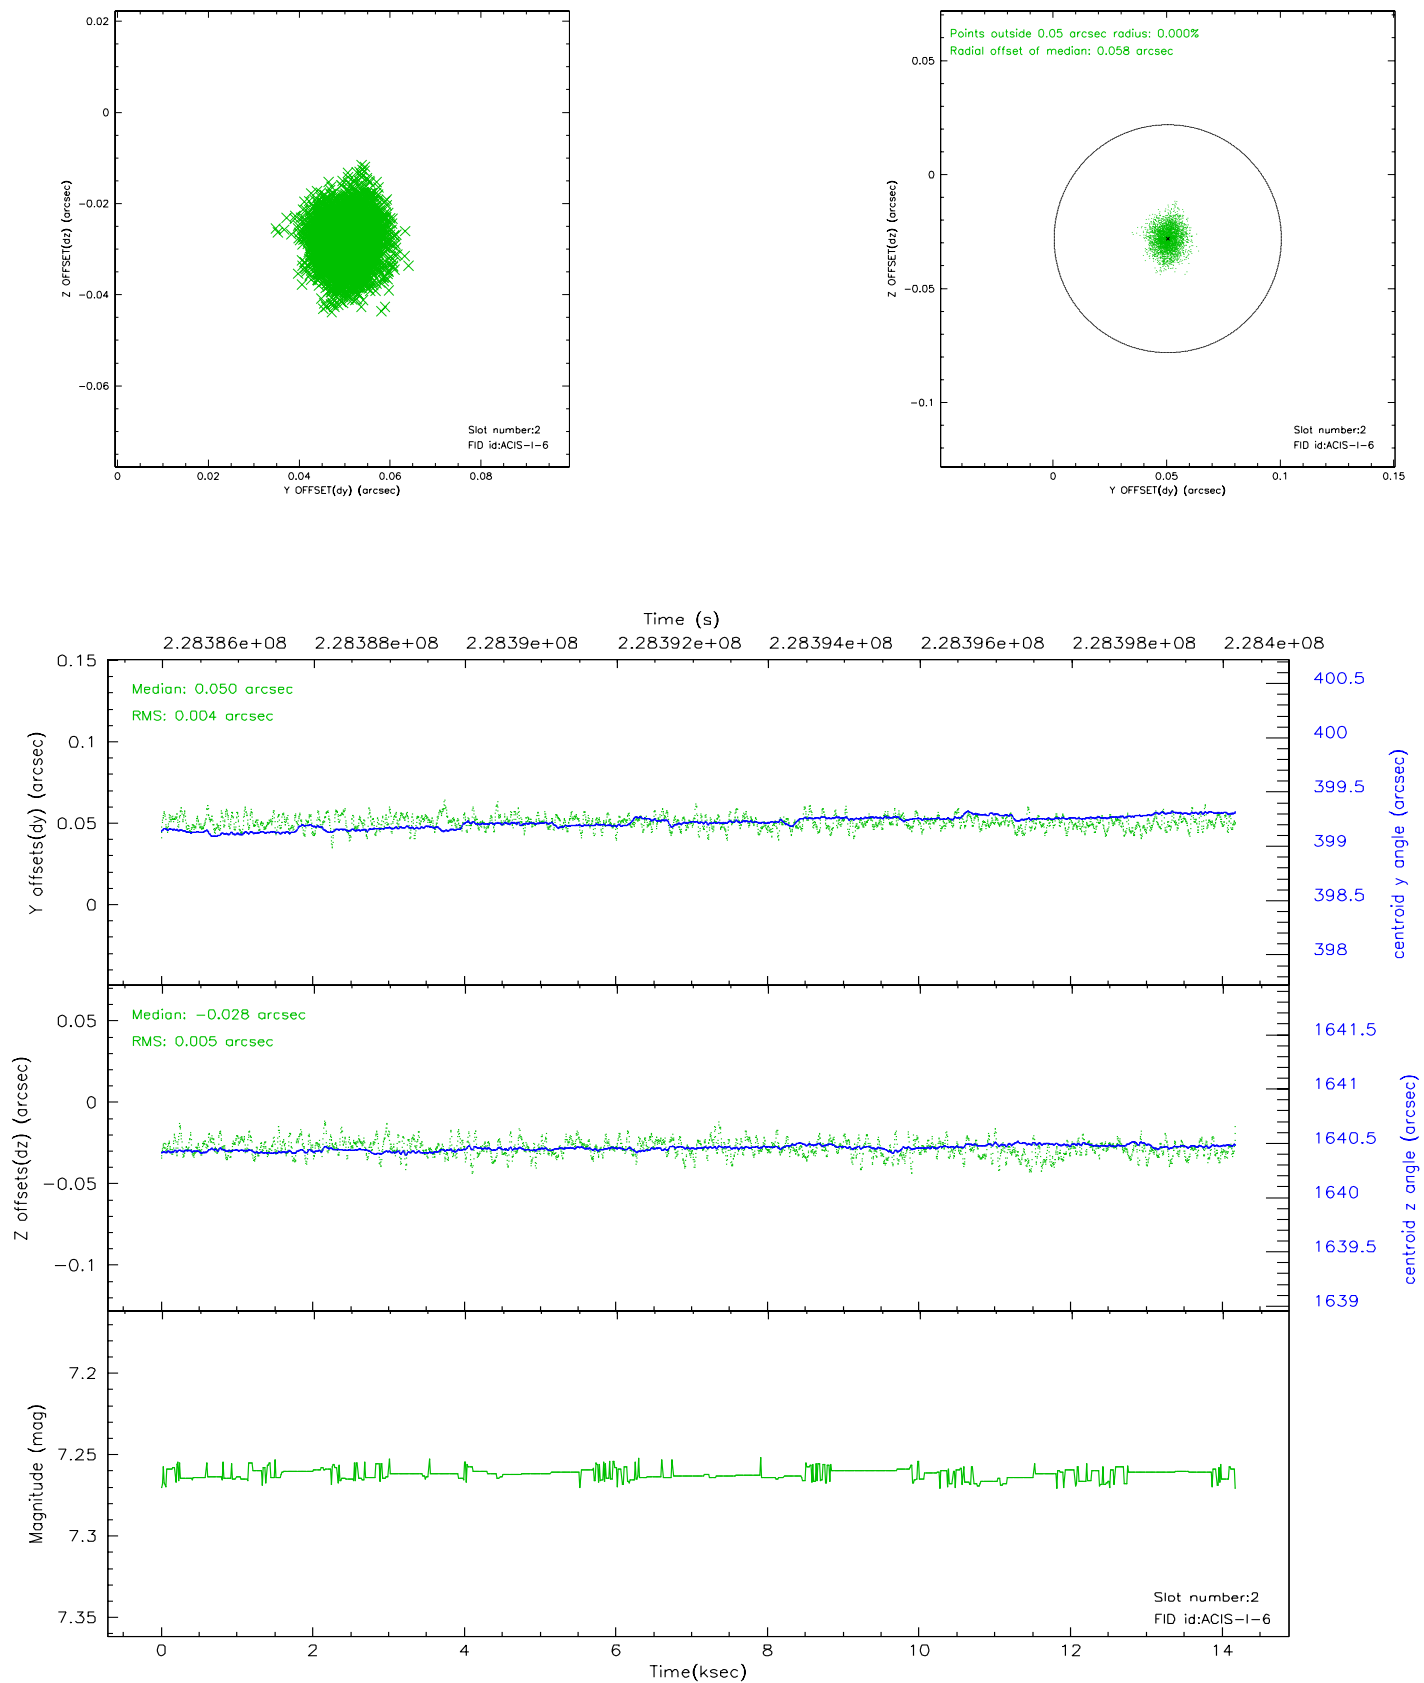 0.02
0
-0.02
-0.04
-0.06
Z OFFSET(dz) (arcsec)
Slot number:2
FID id:ACIS-I-6
0 0.02 0.04 0.06 0.08
Y OFFSET(dy) (arcsec)
Points outside 0.05 arcsec radius: 0.000%
Radial offset of median: 0.058 arcsec
0.05
0
-0.05
-0.1
Z OFFSET(dz) (arcsec)
Slot number:2
FID id:ACIS-I-6
0 0.05 0.1 0.15
Y OFFSET(dy) (arcsec)
Time (s)
2.28386e+08 2.28388e+08 2.2839e+08 2.28392e+08 2.28394e+08 2.28396e+08 2.28398e+08 2.284e+08
Median: 0.050 arcsec
RMS: 0.004 arcsec
0.15
0.1
0.05
0
Y offsets(dy) (arcsec)
400.5
400
399.5
399
398.5
398
centroid y angle (arcsec)
Median: -0.028 arcsec
RMS: 0.005 arcsec
0.05
0
-0.05
-0.1
Z offsets(dz) (arcsec)
1641.5
1641
1640.5
1640
1639.5
1639
centroid z angle (arcsec)
7.2
7.25
7.3
7.35
Magnitude (mag)
Slot number:2
FID id:ACIS-I-6
0 2 4 6 8 10 12 14
Time(ksec)